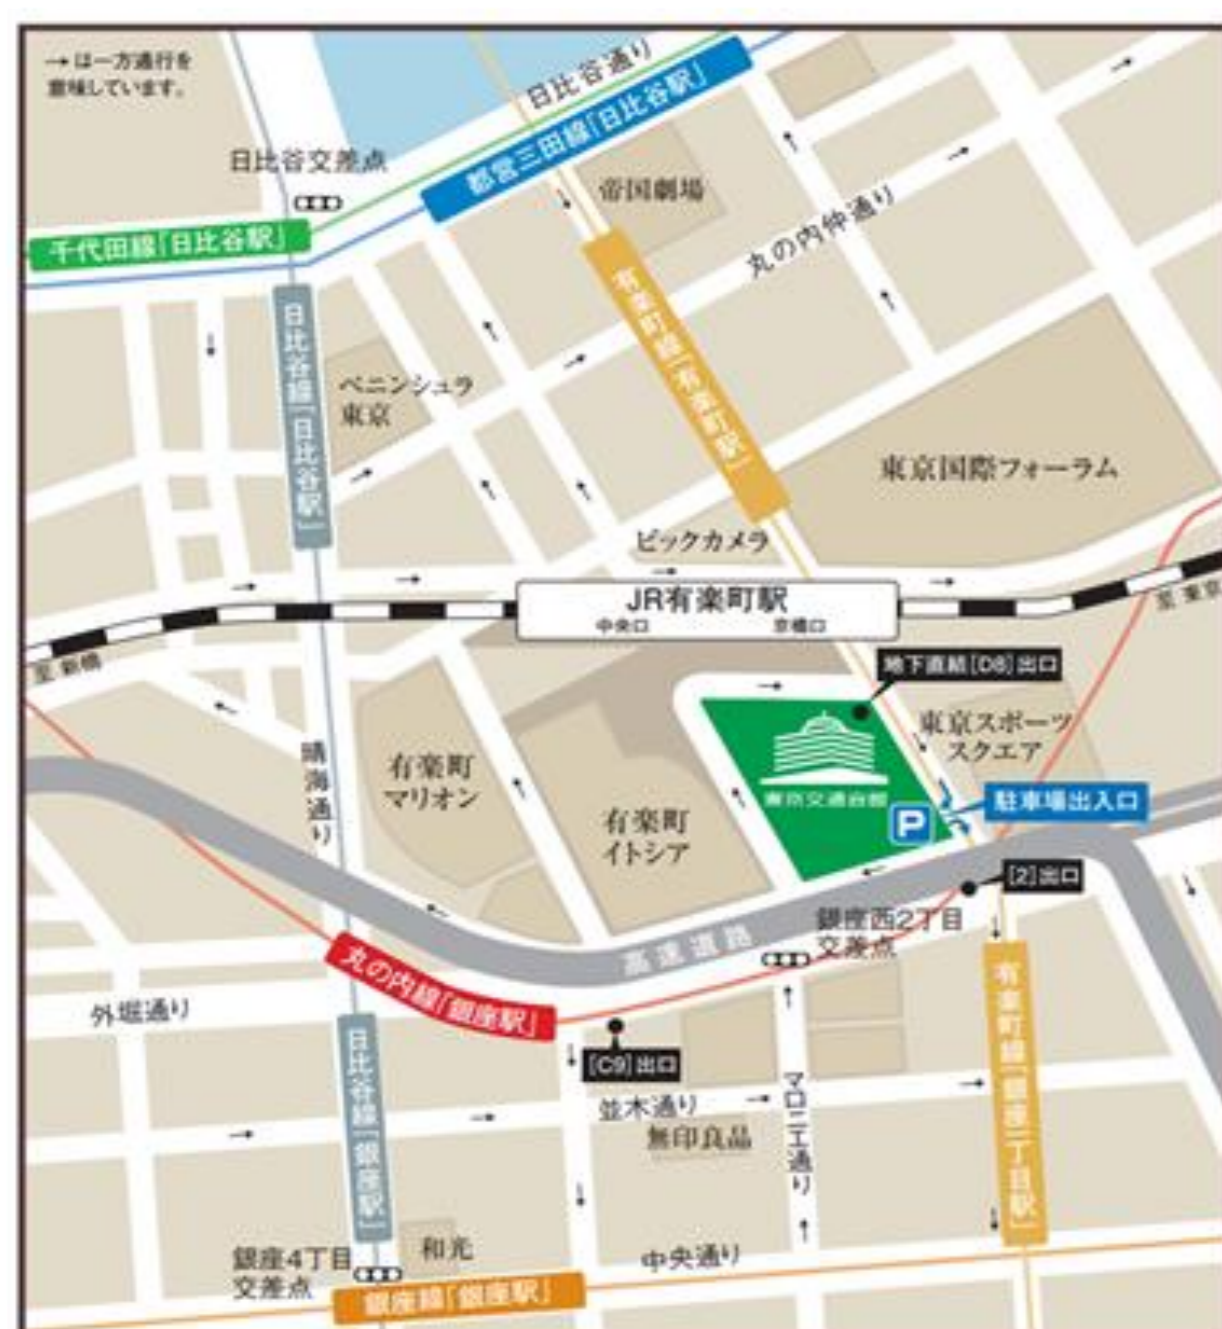 →は一方通行を
意味しています。
日比谷通り
都営三田線「日比谷駅」
日比谷交差点
千代田線「日比谷駅」
帝国劇場
丸の内仲通り
有楽町線「有楽町駅」
日比谷線「日比谷駅」
ペニンシュラ
東京
東京国際フォーラム
ビックカメラ
JR有楽町駅
中央口
京橋口
至 東京
至 新橋
地下直結[D8]出口
東京スポーツ
スクエア
晴海通り
有楽町
マリオン
有楽町
イトシア
東京交通会館
P
駐車場出入口
[2]出口
銀座西2丁目
交差点
高速道路
丸の内線「銀座駅」
外堀通り
[C9]出口
有楽町線「銀座一丁目駅」
日比谷線「銀座駅」
並木通り
マロニエ通り
無印良品
銀座4丁目
交差点
和光
中央通り
銀座線「銀座駅」